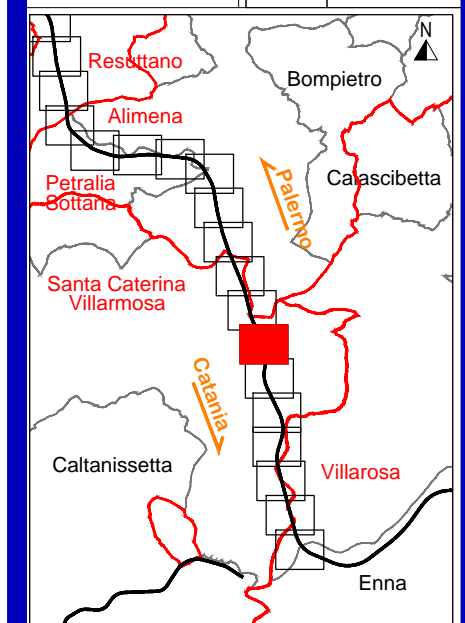 N
Resuttano
Bompietro
Alimena
Petralia
Sottana
Palermo
Calascibetta
Santa Caterina
Villarmosa
Catania
Caltanissetta
Villarosa
Enna